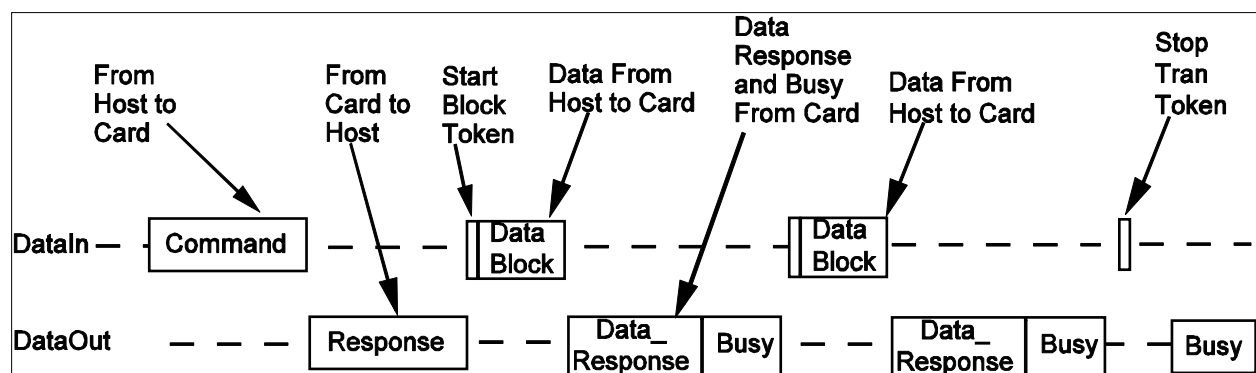 From
Host to
Card
From
Card to
Host
Start
Block
Token
Data From
Host to Card
Data
Response
and Busy
From Card
Data From
Host to Card
Stop
Tran
Token
DataIn
Command
Data
Block
Data
Block
DataOut
Response
Data_
Response
Busy
Data_
Response
Busy
Busy